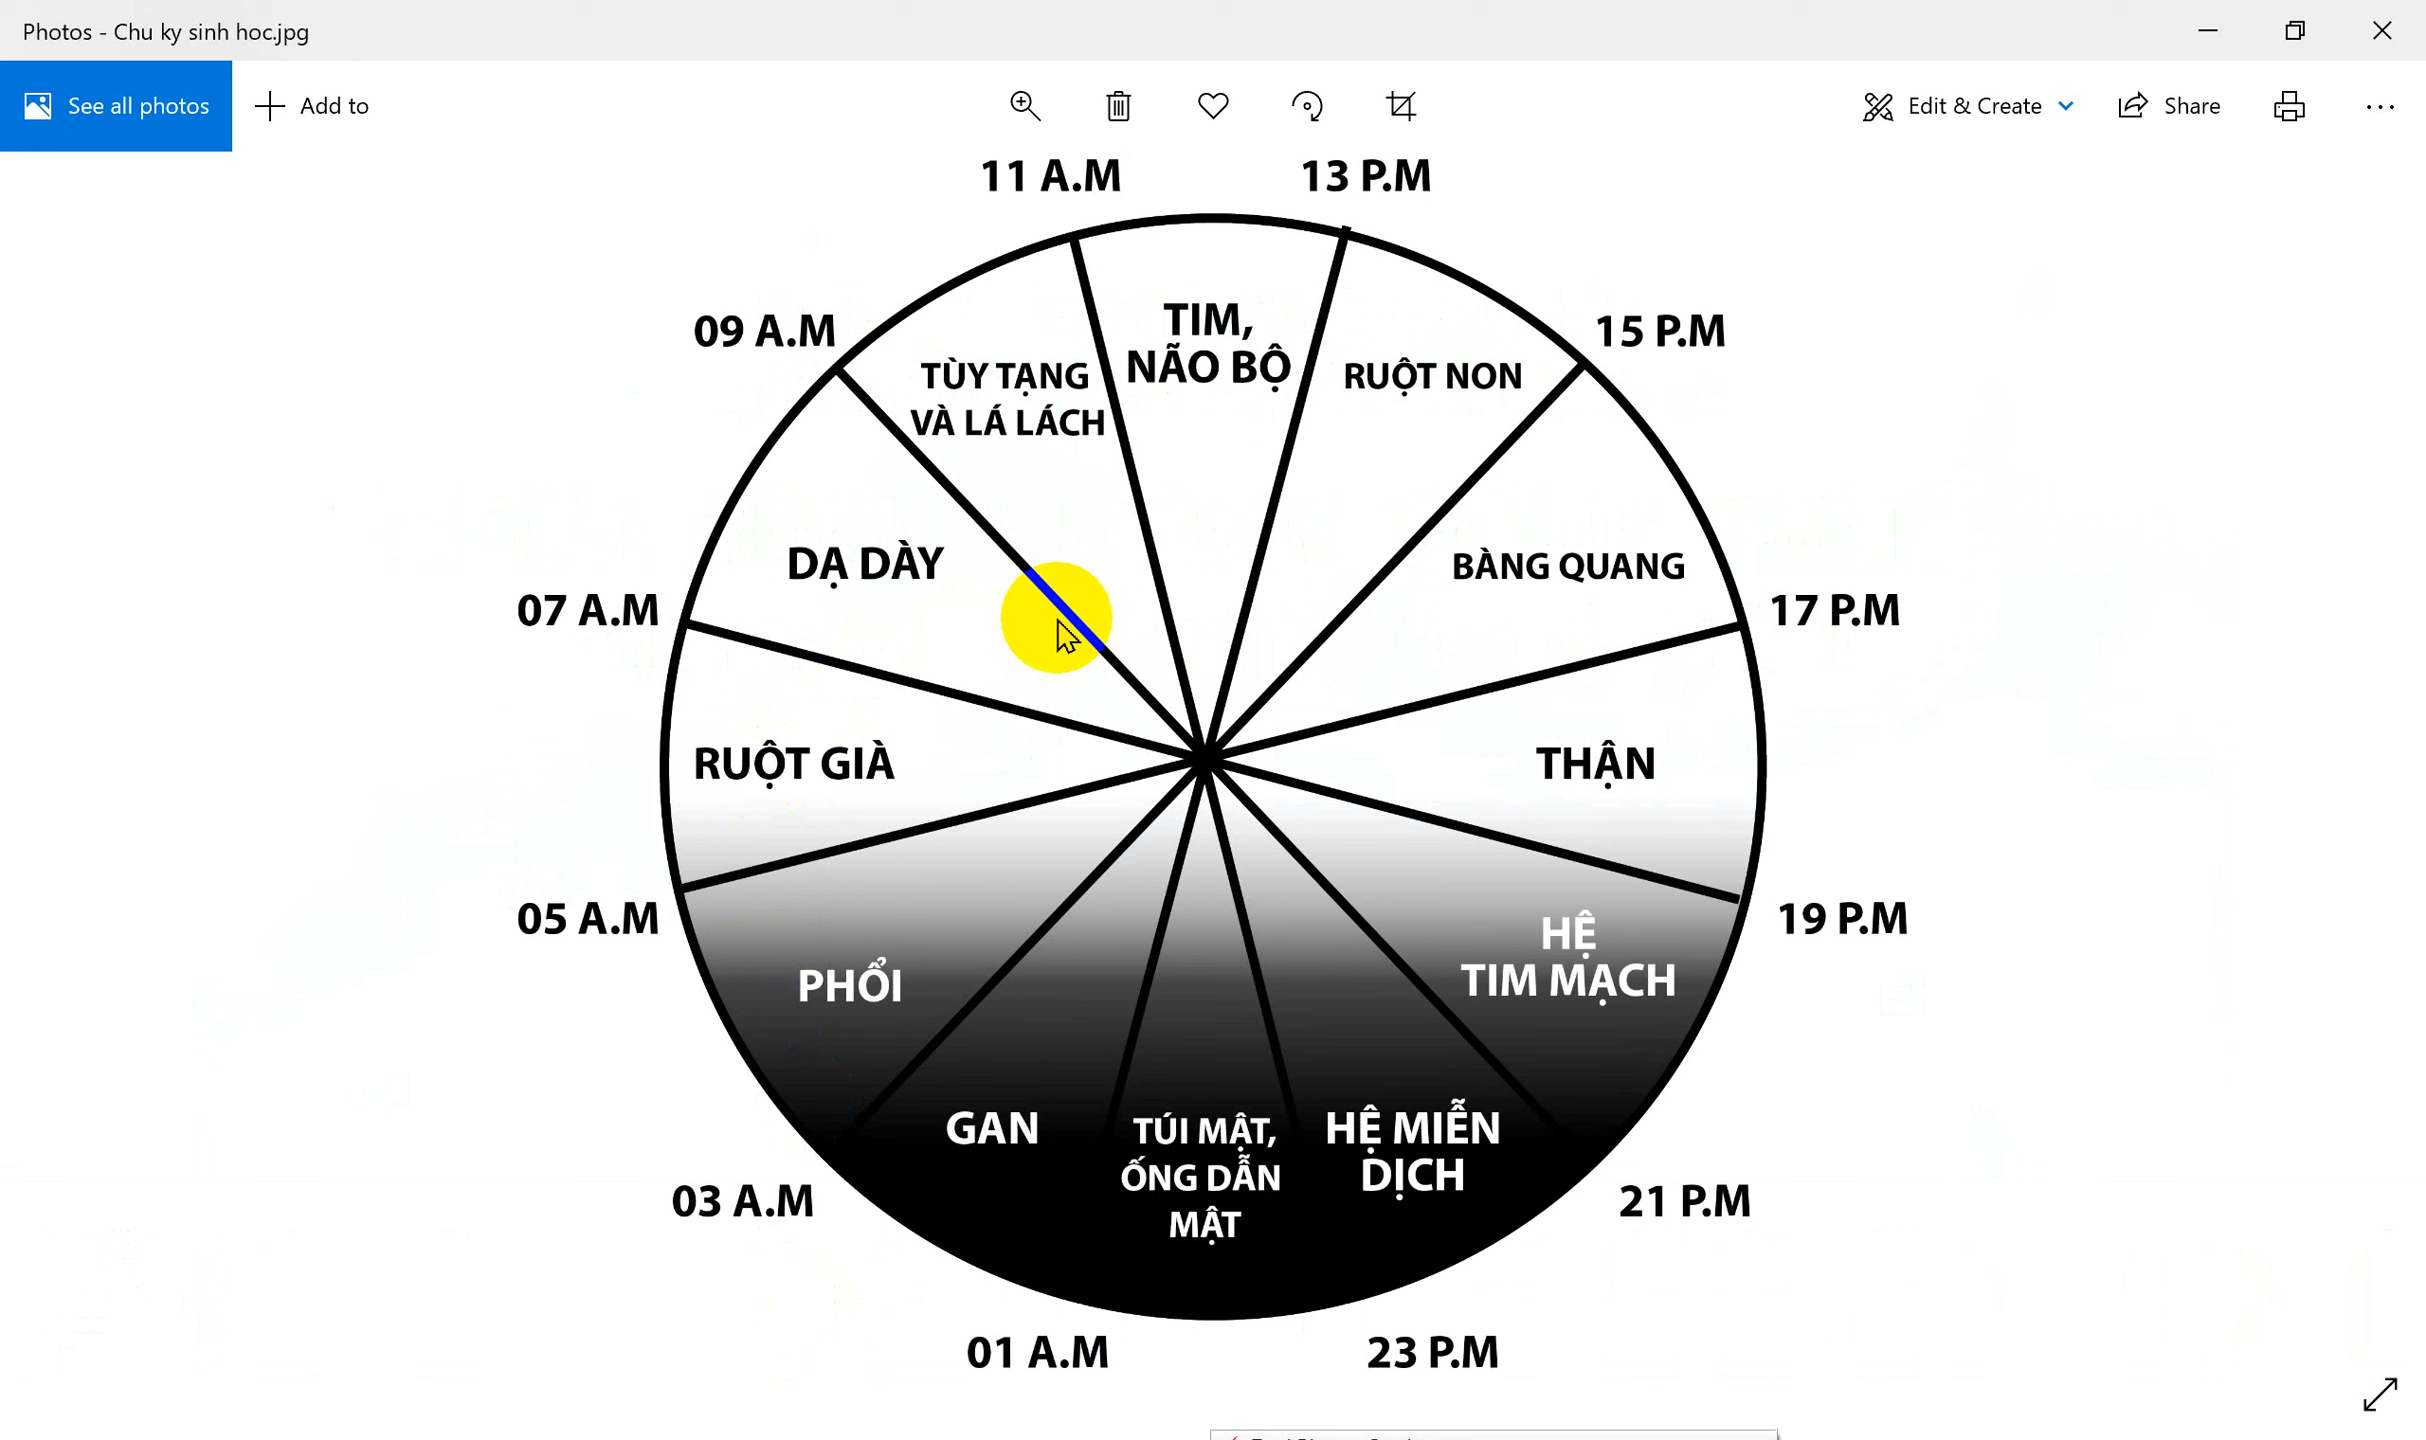 Photos - Chu ky sinh hoc.jpg
See all photos
Add to
Edit & Create
Share
11 A.M
13 P.M
09 A.M
15 P.M
TIM,
NÃO BỘ
TÙY TẠNG
VÀ LÁ LÁCH
RUỘT NON
DẠ DÀY
BÀNG QUANG
07 A.M
17 P.M
RUỘT GIÀ
THẬN
05 A.M
19 P.M
HỆ
TIM MẠCH
PHỔI
GAN
TÚI MẬT,
ỐNG DẪN
MẬT
HỆ MIỄN
DỊCH
03 A.M
21 P.M
01 A.M
23 P.M